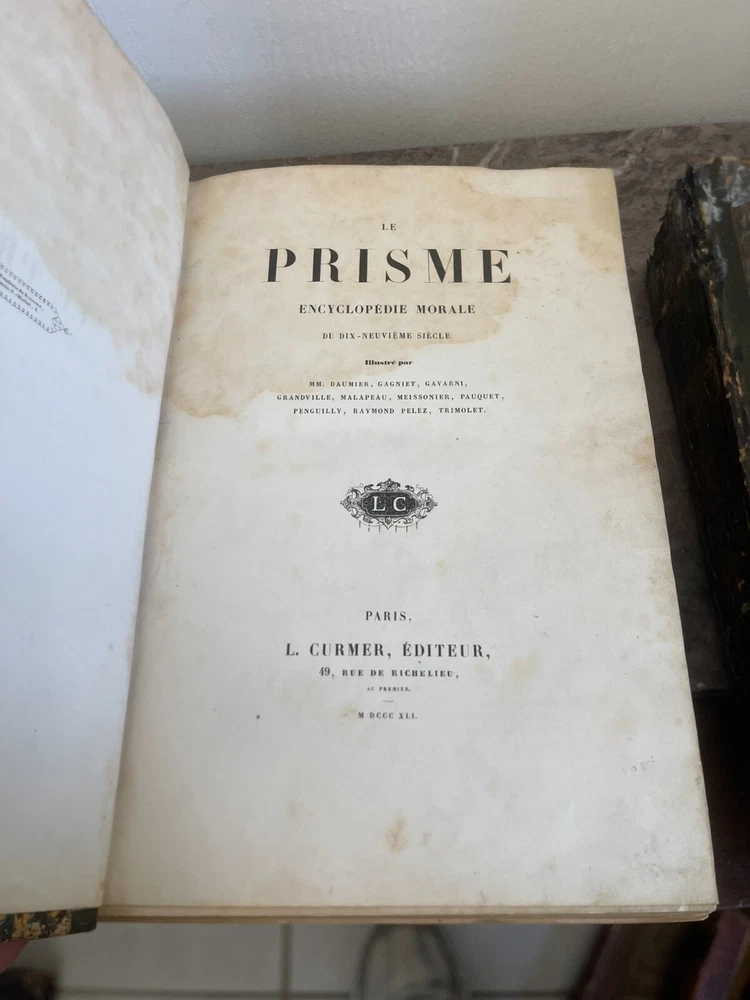 LE
PRISME
ENCYCLOPÉDIE MORALE
DU DIX-NEUVIÈME SIÈCLE.
Illustré par
MM. DAUMIER, GAGNIET, GAVARNI,
GRANDVILLE, MALAPEAU, MEISSONIER, PAUQUET,
PENGUILLY, RAYMOND PELEZ, TRIMOLET.
L C
PARIS,
L. CURMER, ÉDITEUR,
49, RUE DE RICHELIEU,
AU PREMIER.
M DCCC XLI.